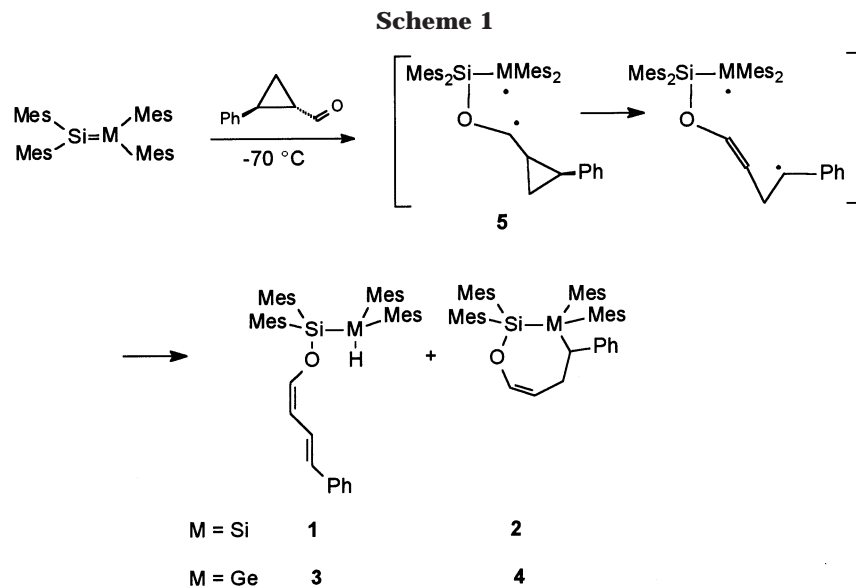 Scheme 1
Mes Mes
Si=M
Mes Mes
Ph O
-70 °C
Mes2Si—MMes2
O
Ph
5
Mes2Si—MMes2
O
Ph
Mes Mes
Mes Si—M Mes
O H
Ph
+
Mes Mes
Mes Si—M Mes
O Ph
M = Si 1 2
M = Ge 3 4